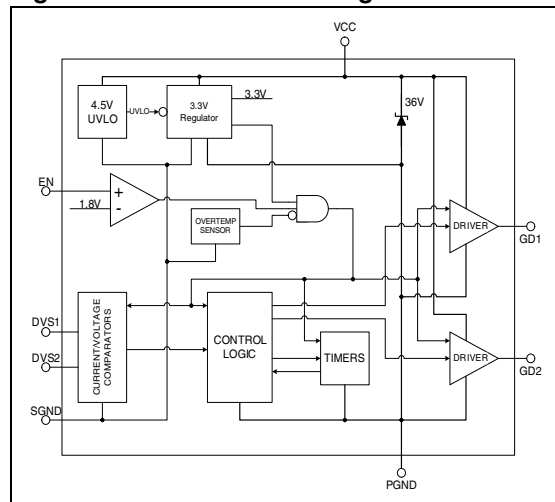 VCC
4.5V
UVLO
UVLO
3.3V
Regulator
3.3V
36V
EN
+
-
1.8V
OVERTEMP
SENSOR
DRIVER
GD1
DVS1
DVS2
CURRENT/VOLTAGE
COMPARATORS
CONTROL
LOGIC
TIMERS
DRIVER
GD2
SGND
PGND